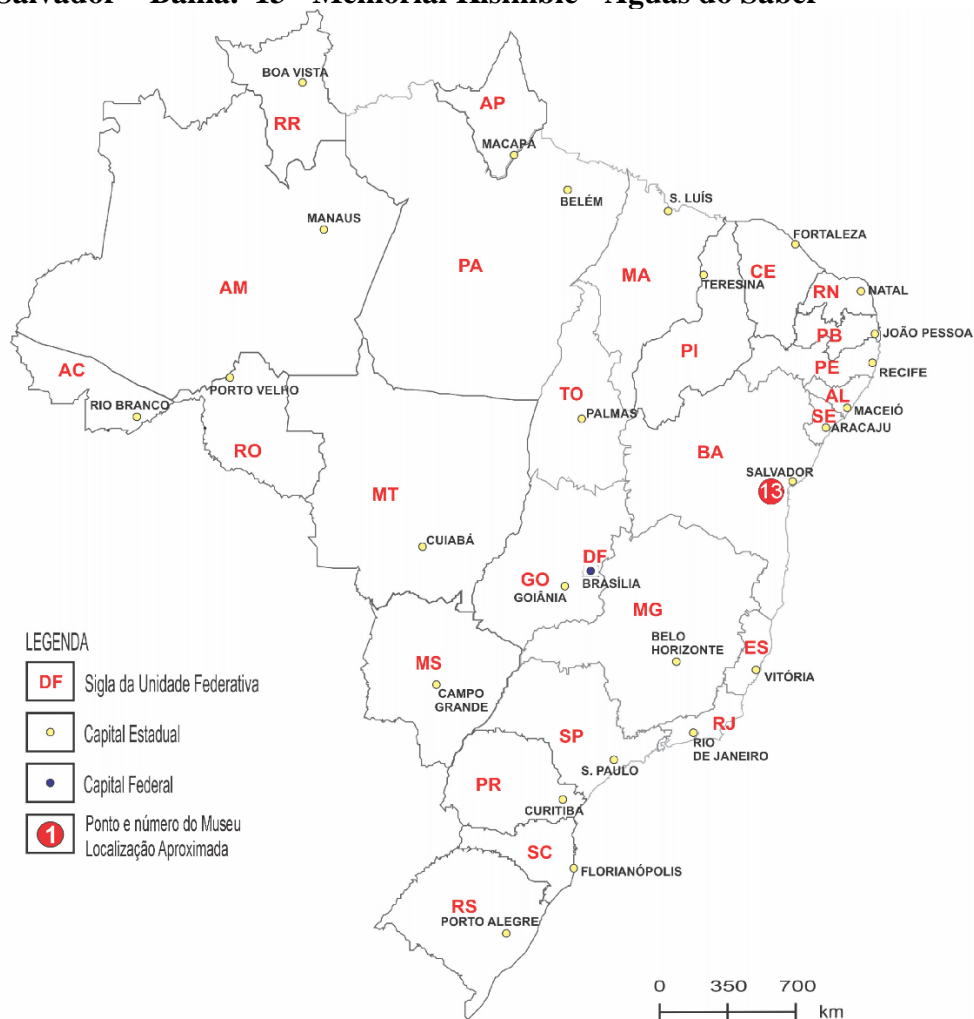 Salvador – Bahia: 13 - Memorial Kisimbiê - Águas do Saber
BOA VISTA
RR
AP
MACAPÁ
BELÉM
S. LUÍS
MANAUS
FORTALEZA
PA
MA
TERESINA
CE
AM
RN
NATAL
PB
JOÃO PESSOA
PI
PE
RECIFE
AC
PORTO VELHO
RIO BRANCO
TO
PALMAS
AL
MACEIÓ
SE
ARACAJU
RO
BA
SALVADOR
13
MT
CUIABÁ
DF
BRASÍLIA
GO
GOIÂNIA
MG
BELO
HORIZONTE
ES
VITÓRIA
MS
CAMPO
GRANDE
SP
S. PAULO
RJ
RIO
DE JANEIRO
PR
CURITIBA
SC
FLORIANÓPOLIS
RS
PORTO ALEGRE
LEGENDA
DF Sigla da Unidade Federativa
Capital Estadual
Capital Federal
1 Ponto e número do Museu
Localização Aproximada
0 350 700
km